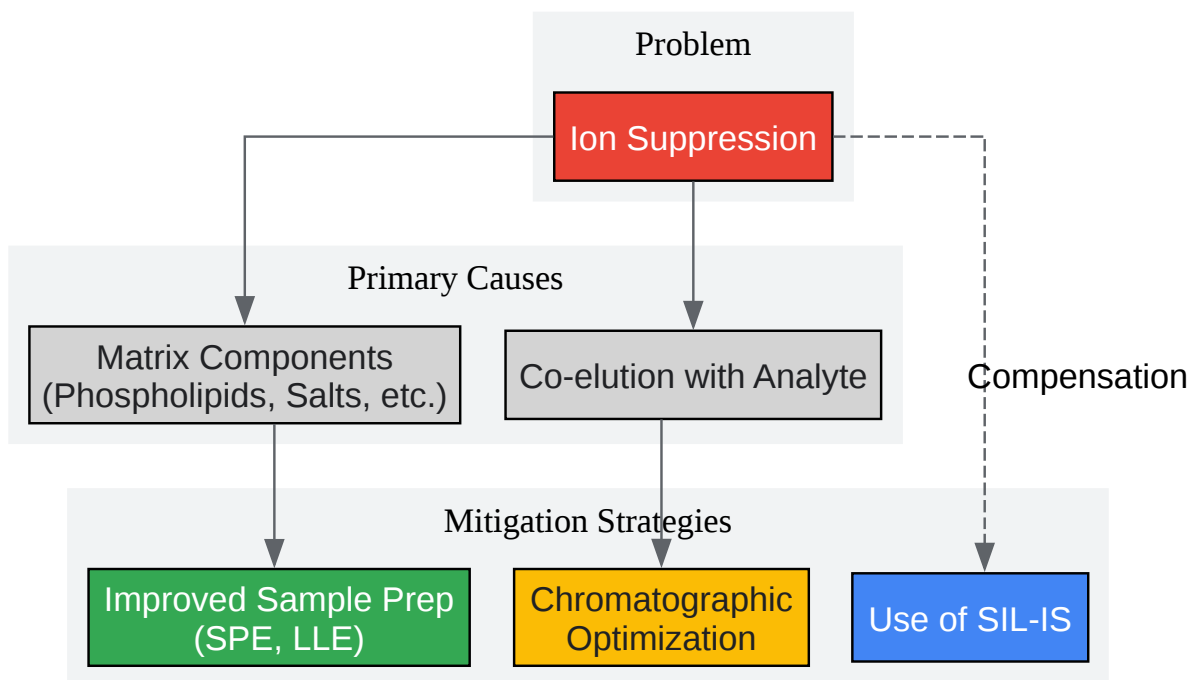 Problem
Ion Suppression
Primary Causes
Matrix Components
(Phospholipids, Salts, etc.)
Co-elution with Analyte
Compensation
Mitigation Strategies
Improved Sample Prep
(SPE, LLE)
Chromatographic
Optimization
Use of SIL-IS